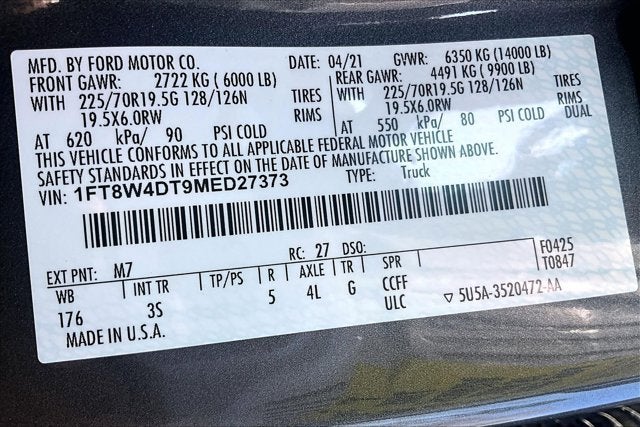 MFD. BY FORD MOTOR CO. DATE: 04/21 GVWR: 6350 KG (14000 LB)
FRONT GAWR: 2722 KG ( 6000 LB) REAR GAWR: 4491 KG ( 9900 LB)
WITH 225/70R19.5G 128/126N TIRES WITH 225/70R19.5G 128/126N TIRES
19.5X6.0RW RIMS 19.5X6.0RW RIMS
AT 620 kPa/ 90 PSI COLD AT 550 kPa/ 80 PSI COLD DUAL
THIS VEHICLE CONFORMS TO ALL APPLICABLE FEDERAL MOTOR VEHICLE
SAFETY STANDARDS IN EFFECT ON THE DATE OF MANUFACTURE SHOWN ABOVE.
VIN: 1FT8W4DT9MED27373 TYPE: Truck
EXT PNT: M7 RC: 27 DSO: F0425
WB INT TR TP/PS R AXLE TR SPR T0847
176 3S 5 4L G CCFF
ULC 5U5A-3520472-AA
MADE IN U.S.A.